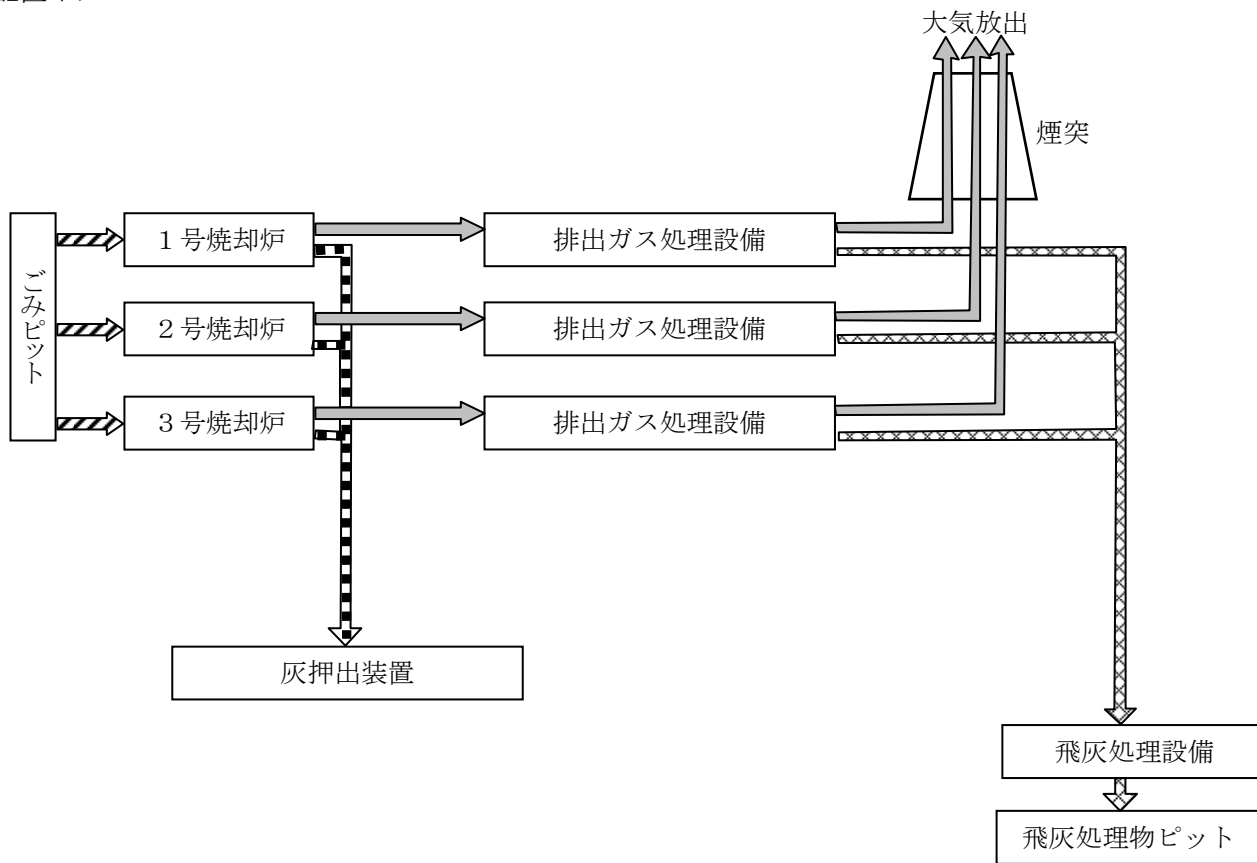 大気放出
煙突
ごみピット
１号焼却炉
排出ガス処理設備
２号焼却炉
排出ガス処理設備
３号焼却炉
排出ガス処理設備
灰押出装置
飛灰処理設備
飛灰処理物ピット